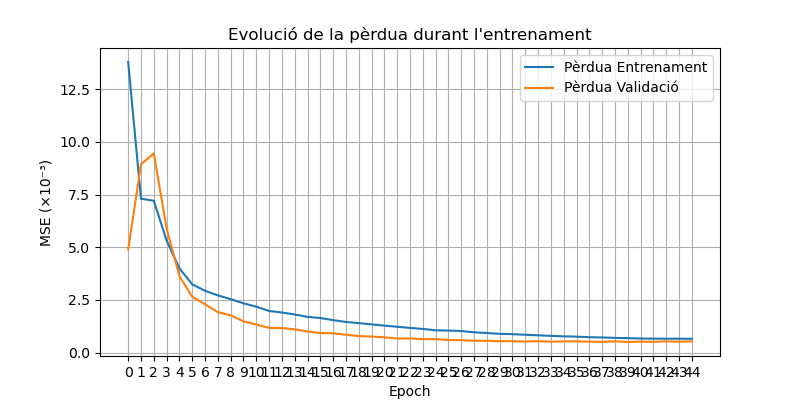 Evolució de la pèrdua durant l'entrenament
Pèrdua Entrenament
Pèrdua Validació
MSE (×10⁻³)
12.5
10.0
7.5
5.0
2.5
0.0
0 1 2 3 4 5 6 7 8 9 10 11 12 13 14 15 16 17 18 19 20 21 22 23 24 25 26 27 28 29 30 31 32 33 34 35 36 37 38 39 40 41 42 43 44
Epoch